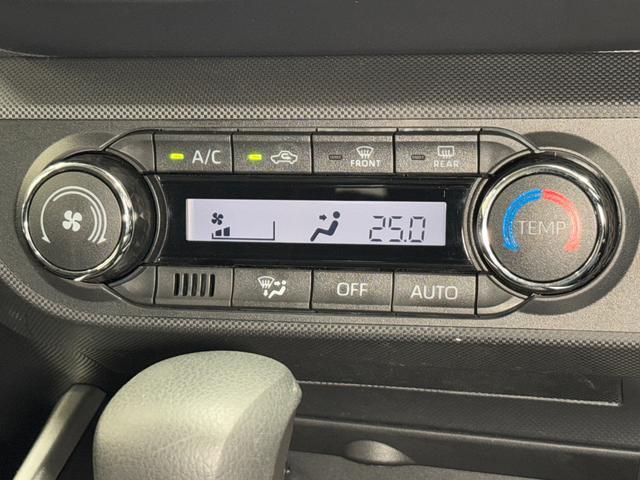 A/C
FRONT
REAR
25.0
TEMP
OFF
AUTO